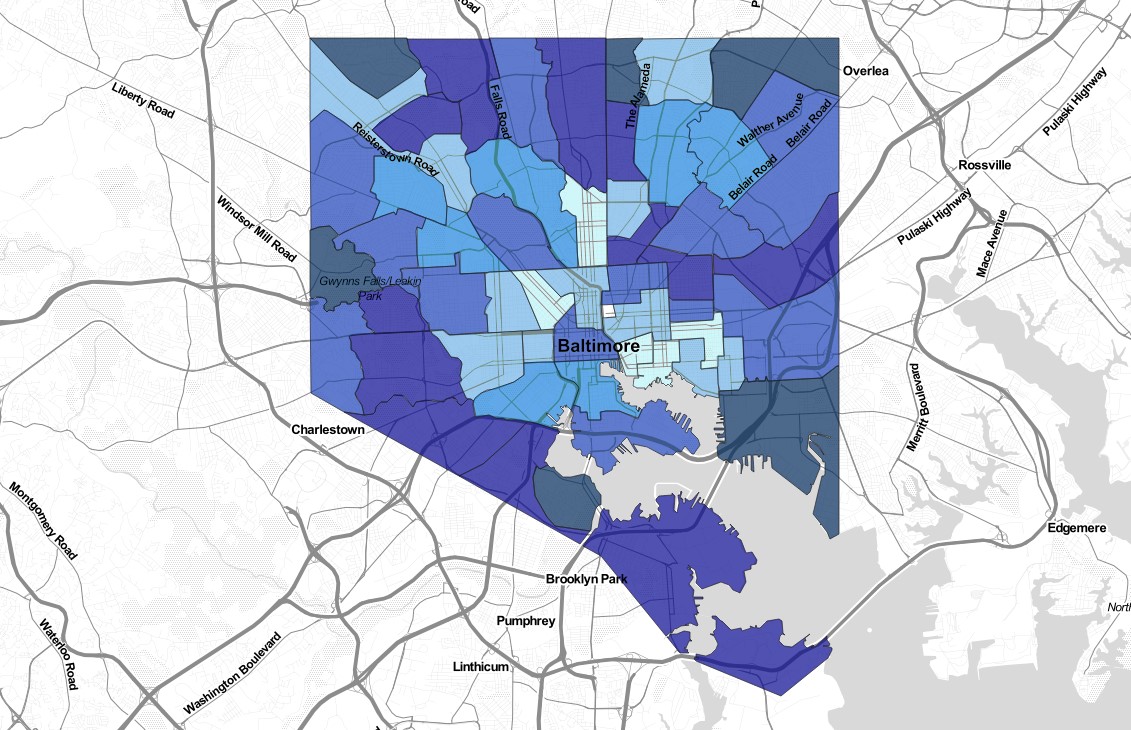 Road
P
Overlea
Liberty Road
Falls Road
The Alameda
Walther Avenue
Belair Road
Pulaski Highway
Reisterstown Road
Belair Road
Rossville
Windsor Mill Road
Pulaski Highway
Mace Avenue
Gwynns Falls/Leakin
Park
Baltimore
Merritt Boulevard
Charlestown
Montgomery Road
Edgemere
Brooklyn Park
North
Pumphrey
Waterloo Road
Linthicum
Washington Boulevard